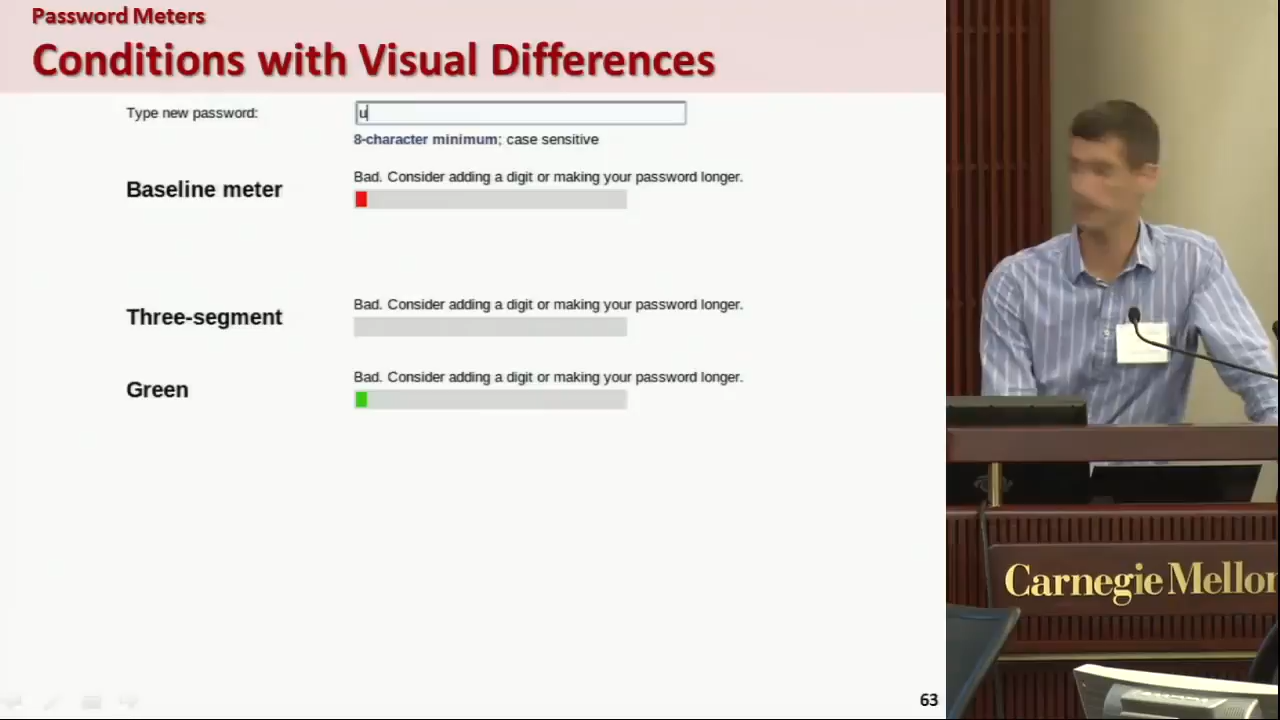 Password Meters
Conditions with Visual Differences
Type new password:
u
8-character minimum; case sensitive
Baseline meter
Bad. Consider adding a digit or making your password longer.
Three-segment
Bad. Consider adding a digit or making your password longer.
Green
Bad. Consider adding a digit or making your password longer.
63
Carnegie Mellon